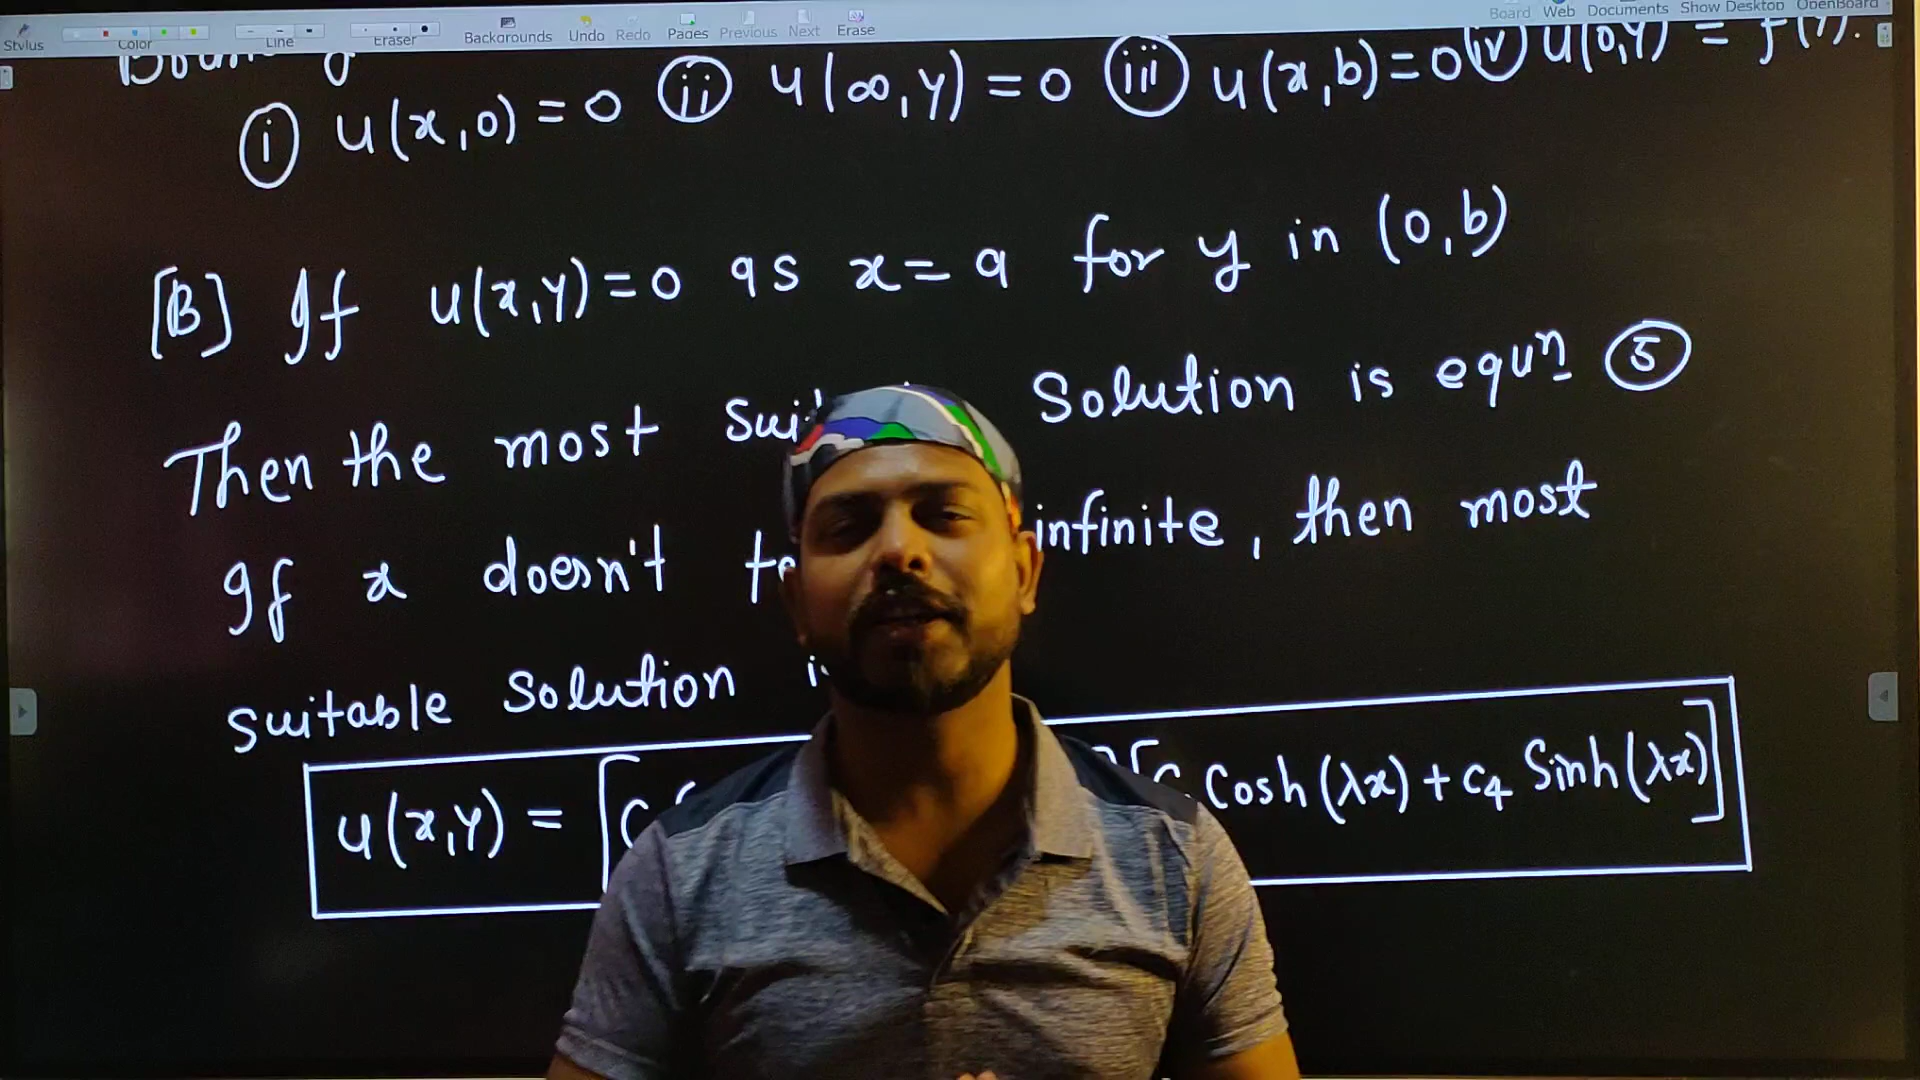 Stylus Color Line Eraser Backgrounds Undo Redo Pages Previous Next Erase Board Web Documents Show Desktop OpenBoard
(i) u(x,0)=0 (ii) u(∞,y)=0 (iii) u(x,b)=0 (iv) u(0,y) = f(y).
[B] If u(x,y)=0 as x=a for y in (0,b)
Then the most Solution is equn (5)
If x doesn't infinite, then most
suitable solution
u(x,y) = [C Cosh(λx) + C4 Sinh(λx)]